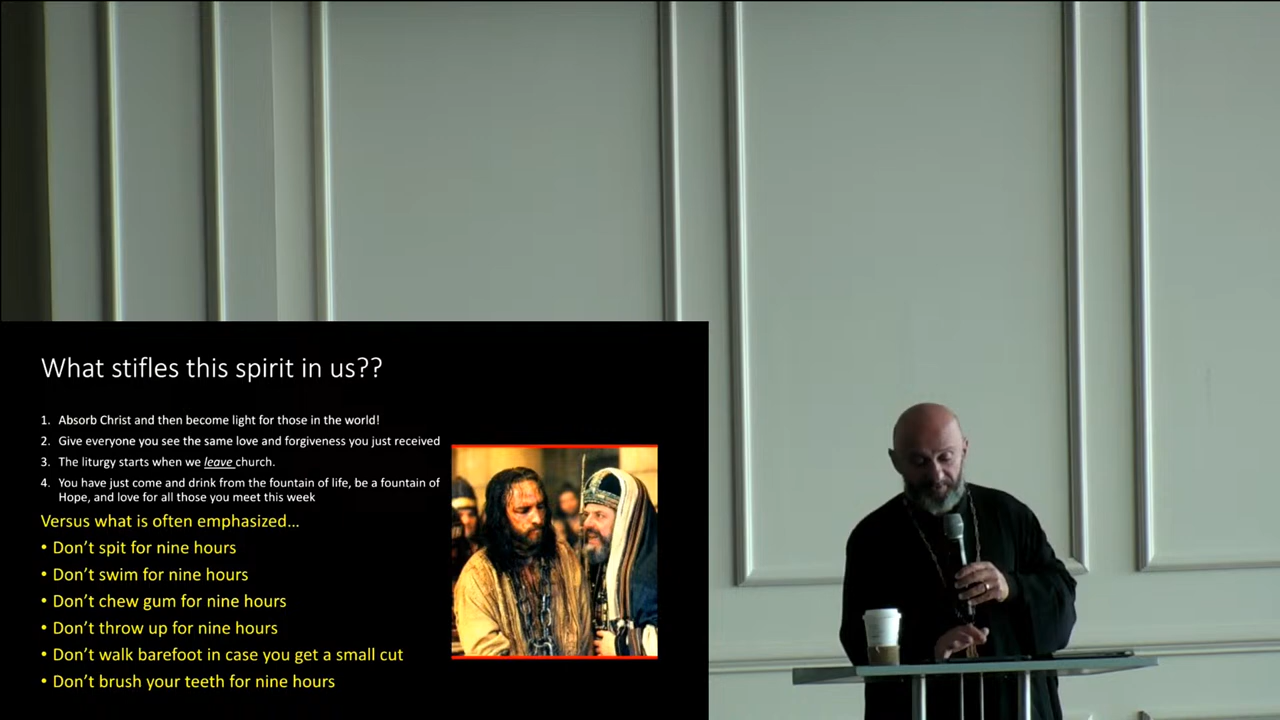 What stifles this spirit in us??
1. Absorb Christ and then become light for those in the world!
2. Give everyone you see the same love and forgiveness you just received
3. The liturgy starts when we leave church.
4. You have just come and drink from the fountain of life, be a fountain of
Hope, and love for all those you meet this week
Versus what is often emphasized…
• Don’t spit for nine hours
• Don’t swim for nine hours
• Don’t chew gum for nine hours
• Don’t throw up for nine hours
• Don’t walk barefoot in case you get a small cut
• Don’t brush your teeth for nine hours